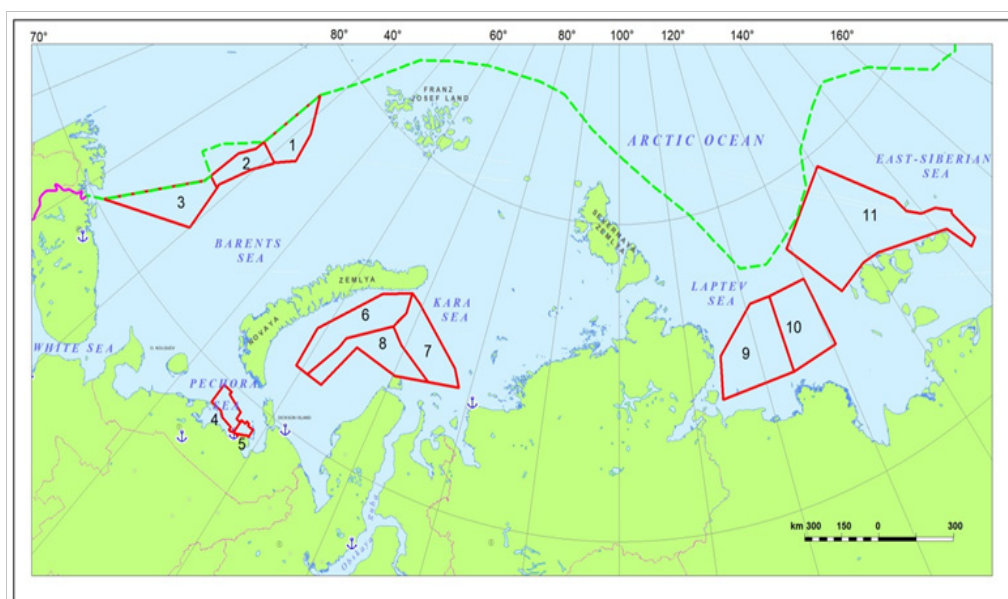 70°
80°
40°
80°
100°
120°
140°
160°
FRANZ
JOSEF LAND
ARCTIC OCEAN
EAST-SIBERIAN
SEA
1
2
3
11
BARENTS
SEA
SEVERNAYA
ZEMLYA
NOVAYA
ZEMLYA
KARA
SEA
LAPTEV
SEA
6
8
7
10
9
WHITE SEA
PECHORA
SEA
4
5
Obskaya guba
km 300 150 0 300